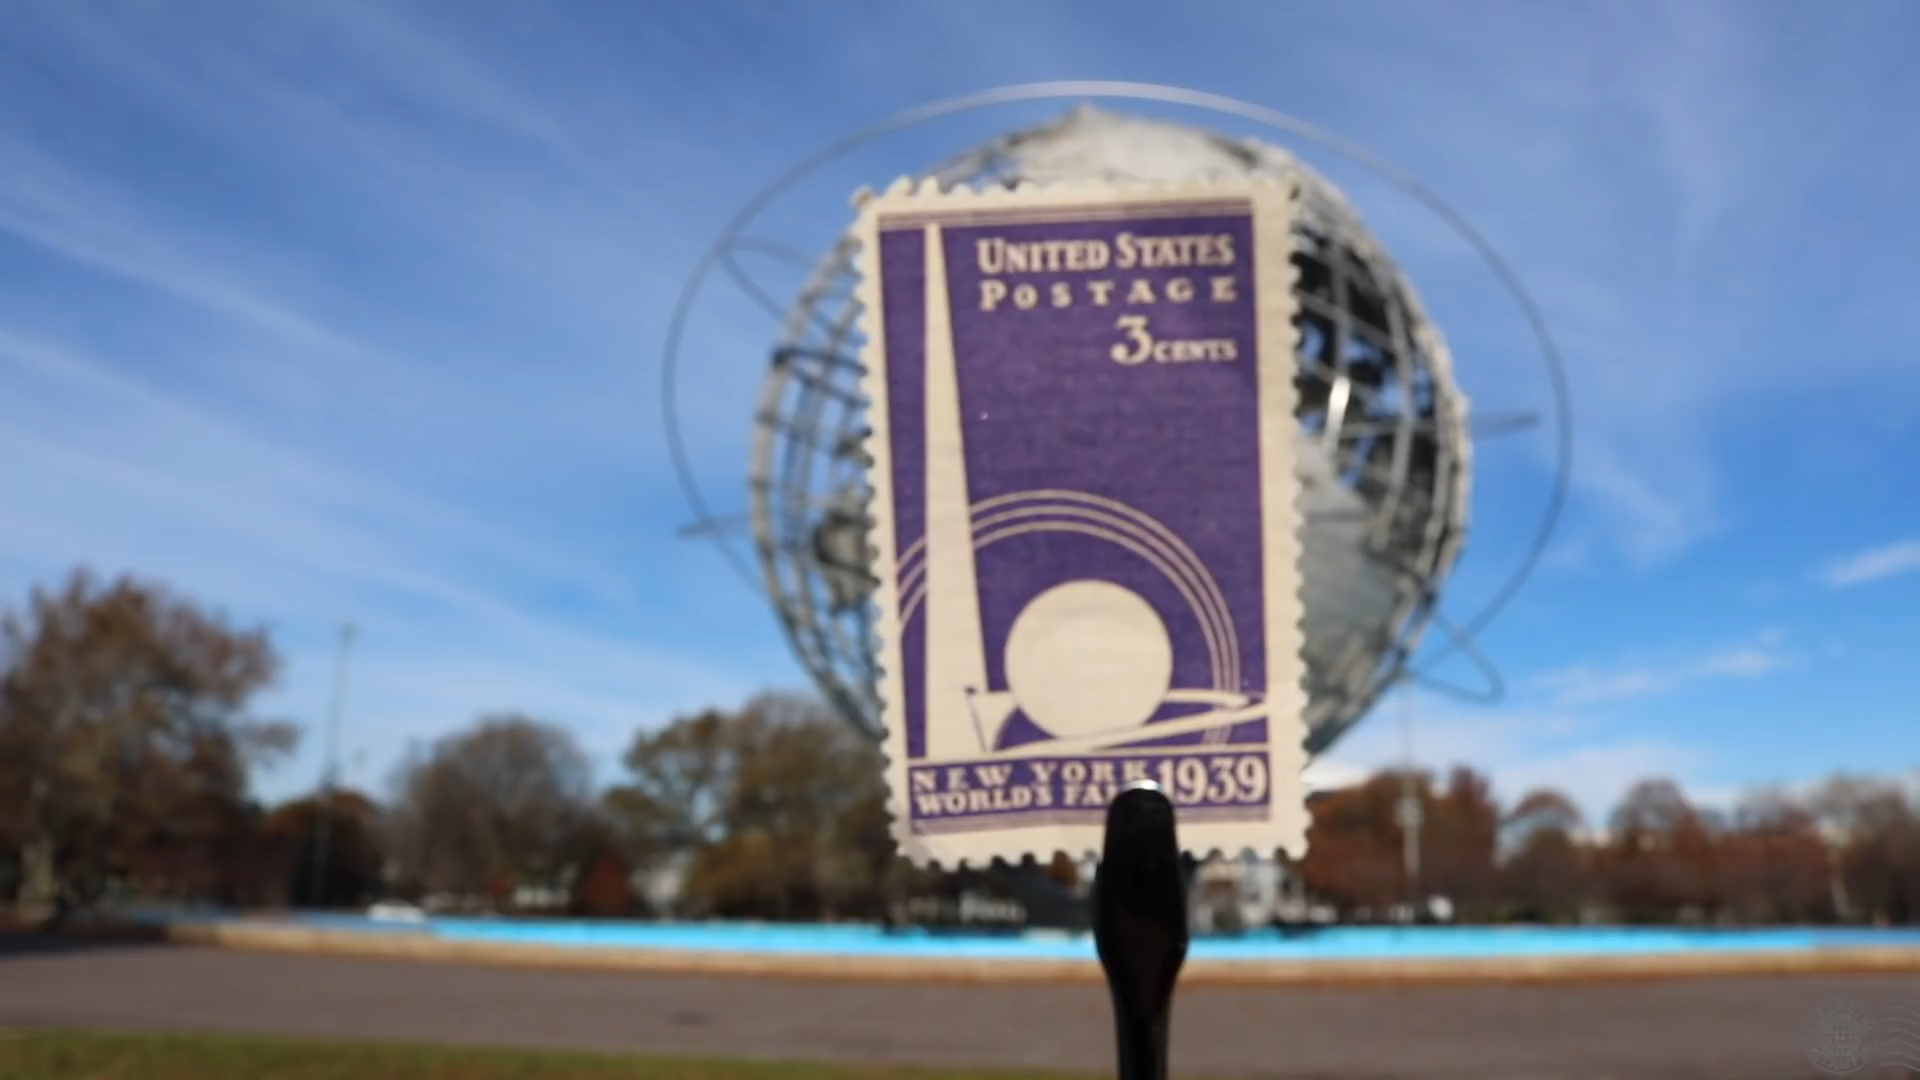 UNITED STATES
POSTAGE
3 CENTS
NEW YORK 1939
WORLD'S FAIR